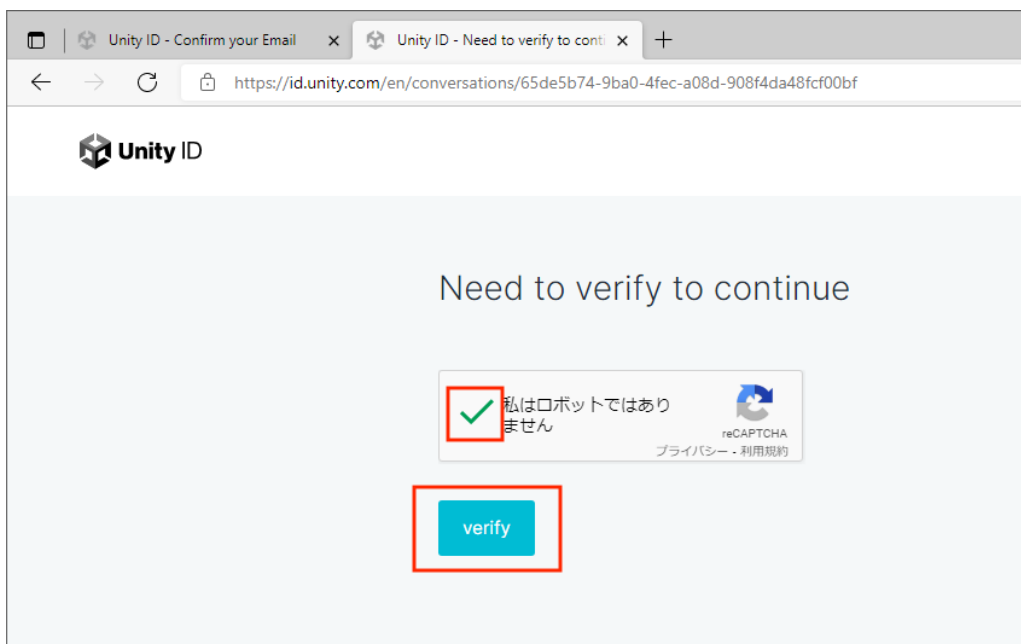 Unity ID - Confirm your Email
Unity ID - Need to verify to conti
https://id.unity.com/en/conversations/65de5b74-9ba0-4fec-a08d-908f4da48fcf00bf
Unity ID
Need to verify to continue
私はロボットではあり
ません
reCAPTCHA
プライバシー - 利用規約
verify